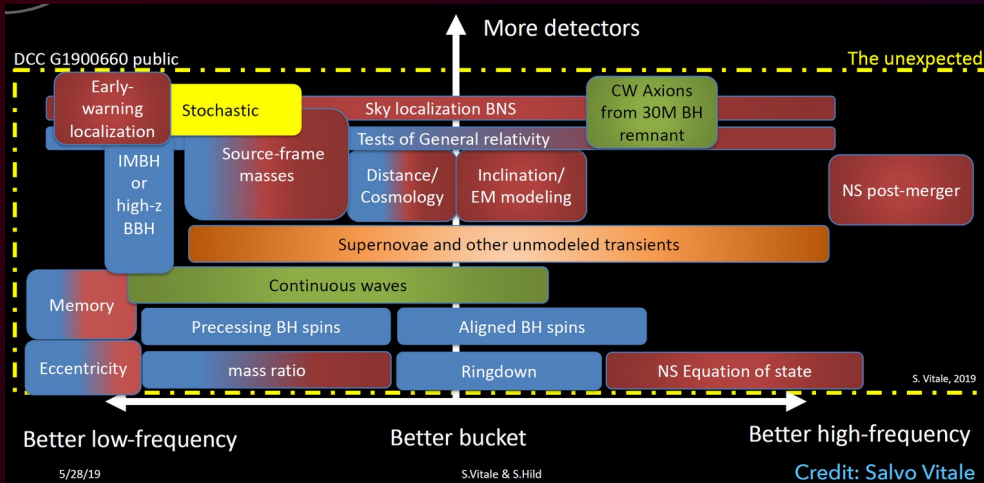 More detectors
DCC G1900660 public
The unexpected
Early-
warning
localization
Stochastic
Sky localization BNS
CW Axions
from 30M BH
remnant
Tests of General relativity
IMBH
or
high-z
BBH
Source-frame
masses
Distance/
Cosmology
Inclination/
EM modeling
NS post-merger
Supernovae and other unmodeled transients
Continuous waves
Memory
Precessing BH spins
Aligned BH spins
Eccentricity
mass ratio
Ringdown
NS Equation of state
S. Vitale, 2019
Better low-frequency
Better bucket
Better high-frequency
5/28/19
S.Vitale & S.Hild
Credit: Salvo Vitale